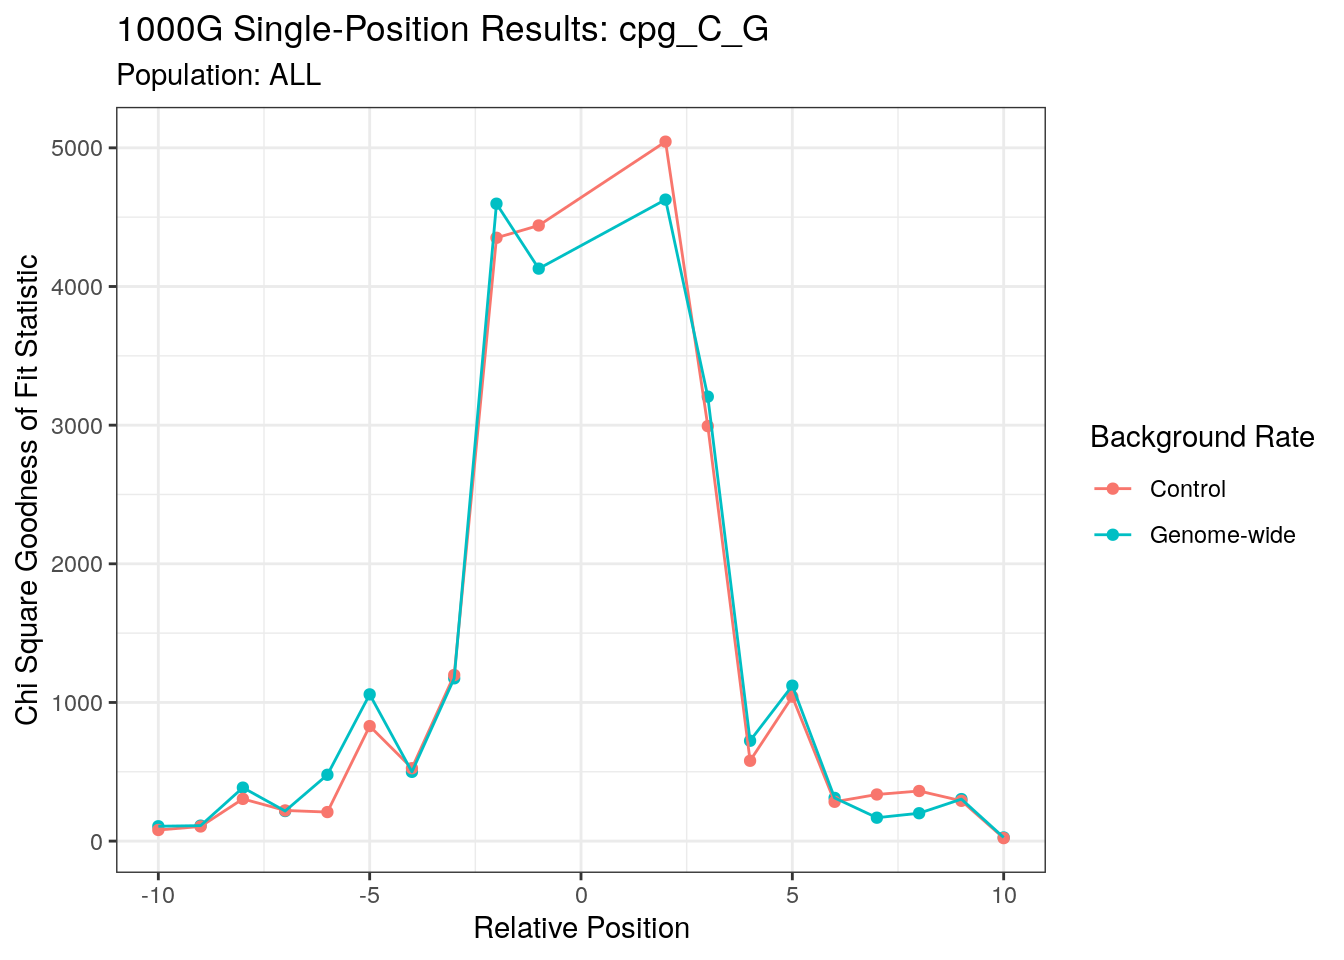 1000G Single-Position Results: cpg_C_G
Population: ALL
Chi Square Goodness of Fit Statistic
5000
4000
3000
2000
1000
0
-10
-5
0
5
10
Relative Position
Background Rate
Control
Genome-wide